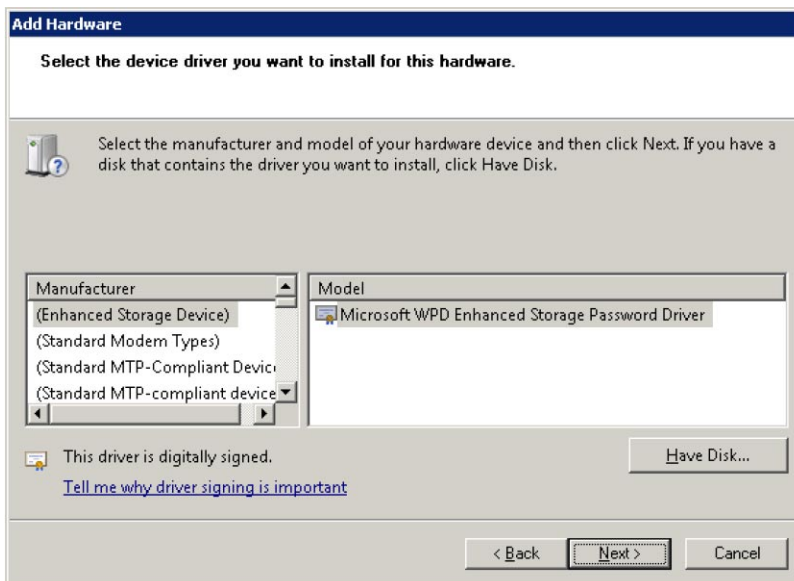 Add Hardware
Select the device driver you want to install for this hardware.
Select the manufacturer and model of your hardware device and then click Next. If you have a
disk that contains the driver you want to install, click Have Disk.
Manufacturer
(Enhanced Storage Device)
(Standard Modem Types)
(Standard MTP-Compliant Devic
(Standard MTP-compliant device
Model
Microsoft WPD Enhanced Storage Password Driver
This driver is digitally signed.
Tell me why driver signing is important
Have Disk...
< Back
Next >
Cancel